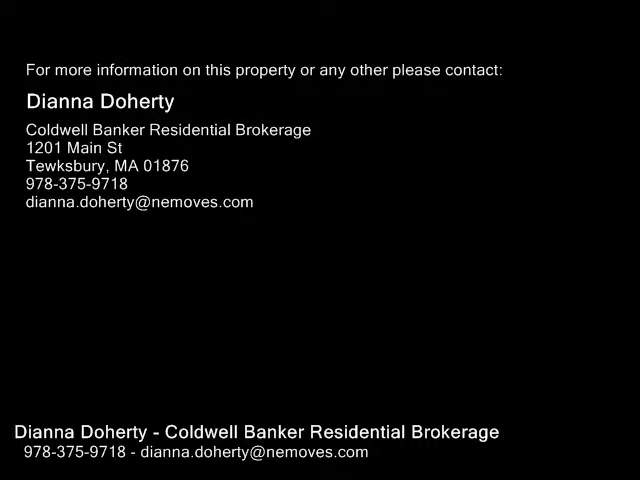 For more information on this property or any other please contact:
Dianna Doherty
Coldwell Banker Residential Brokerage
1201 Main St
Tewksbury, MA 01876
978-375-9718
dianna.doherty@nemoves.com
Dianna Doherty - Coldwell Banker Residential Brokerage
978-375-9718 - dianna.doherty@nemoves.com